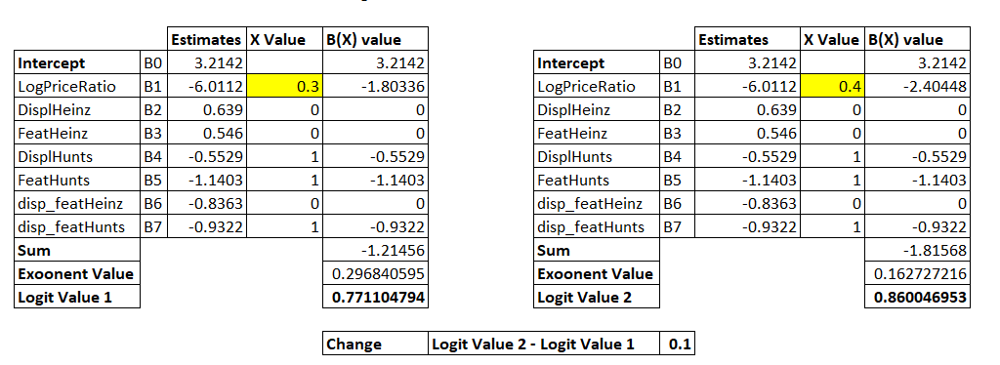 Estimates X Value B(X) value
Intercept B0 3.2142 3.2142
LogPriceRatio B1 -6.0112 0.3 -1.80336
DisplHeinz B2 0.639 0 0
FeatHeinz B3 0.546 0 0
DisplHunts B4 -0.5529 1 -0.5529
FeatHunts B5 -1.1403 1 -1.1403
disp_featHeinz B6 -0.8363 0 0
disp_featHunts B7 -0.9322 1 -0.9322
Sum -1.21456
Exoonent Value 0.296840595
Logit Value 1 0.771104794
Estimates X Value B(X) value
Intercept B0 3.2142 3.2142
LogPriceRatio B1 -6.0112 0.4 -2.40448
DisplHeinz B2 0.639 0 0
FeatHeinz B3 0.546 0 0
DisplHunts B4 -0.5529 1 -0.5529
FeatHunts B5 -1.1403 1 -1.1403
disp_featHeinz B6 -0.8363 0 0
disp_featHunts B7 -0.9322 1 -0.9322
Sum -1.81568
Exoonent Value 0.162727216
Logit Value 2 0.860046953
Change Logit Value 2 - Logit Value 1 0.1